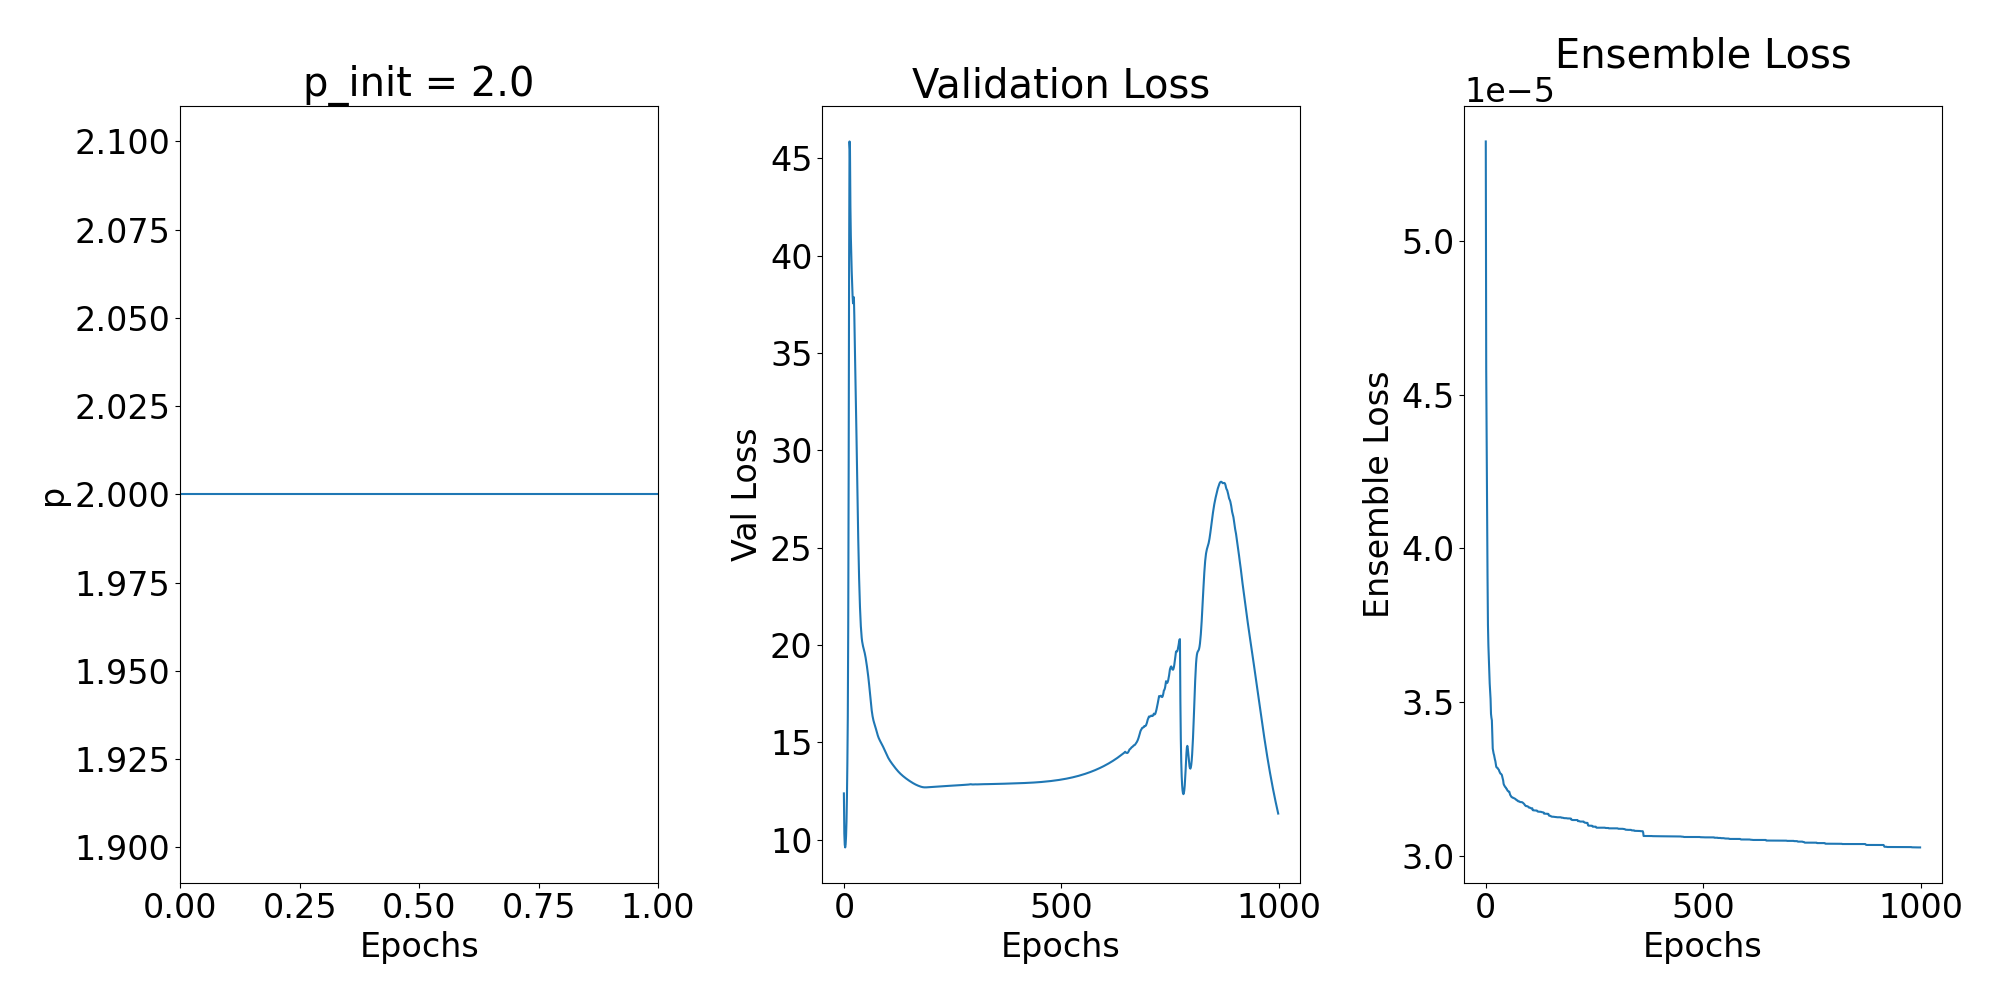 p_init = 2.0
2.100
2.075
2.050
2.025
2.000
1.975
1.950
1.925
1.900
p
0.00 0.25 0.50 0.75 1.00
Epochs
Validation Loss
45
40
35
30
25
20
15
10
Val Loss
0 500 1000
Epochs
Ensemble Loss
1e−5
5.0
4.5
4.0
3.5
3.0
Ensemble Loss
0 500 1000
Epochs